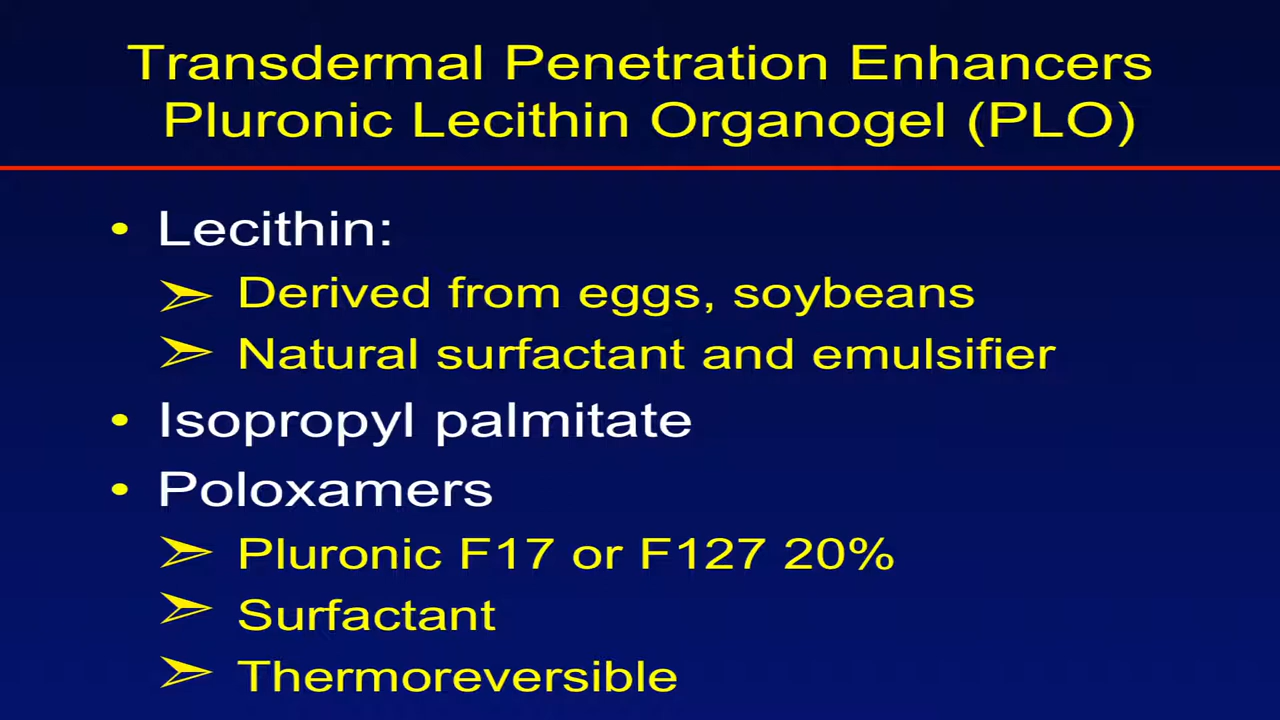 Transdermal Penetration Enhancers
Pluronic Lecithin Organogel (PLO)
• Lecithin:
➢ Derived from eggs, soybeans
➢ Natural surfactant and emulsifier
• Isopropyl palmitate
• Poloxamers
➢ Pluronic F17 or F127 20%
➢ Surfactant
➢ Thermoreversible